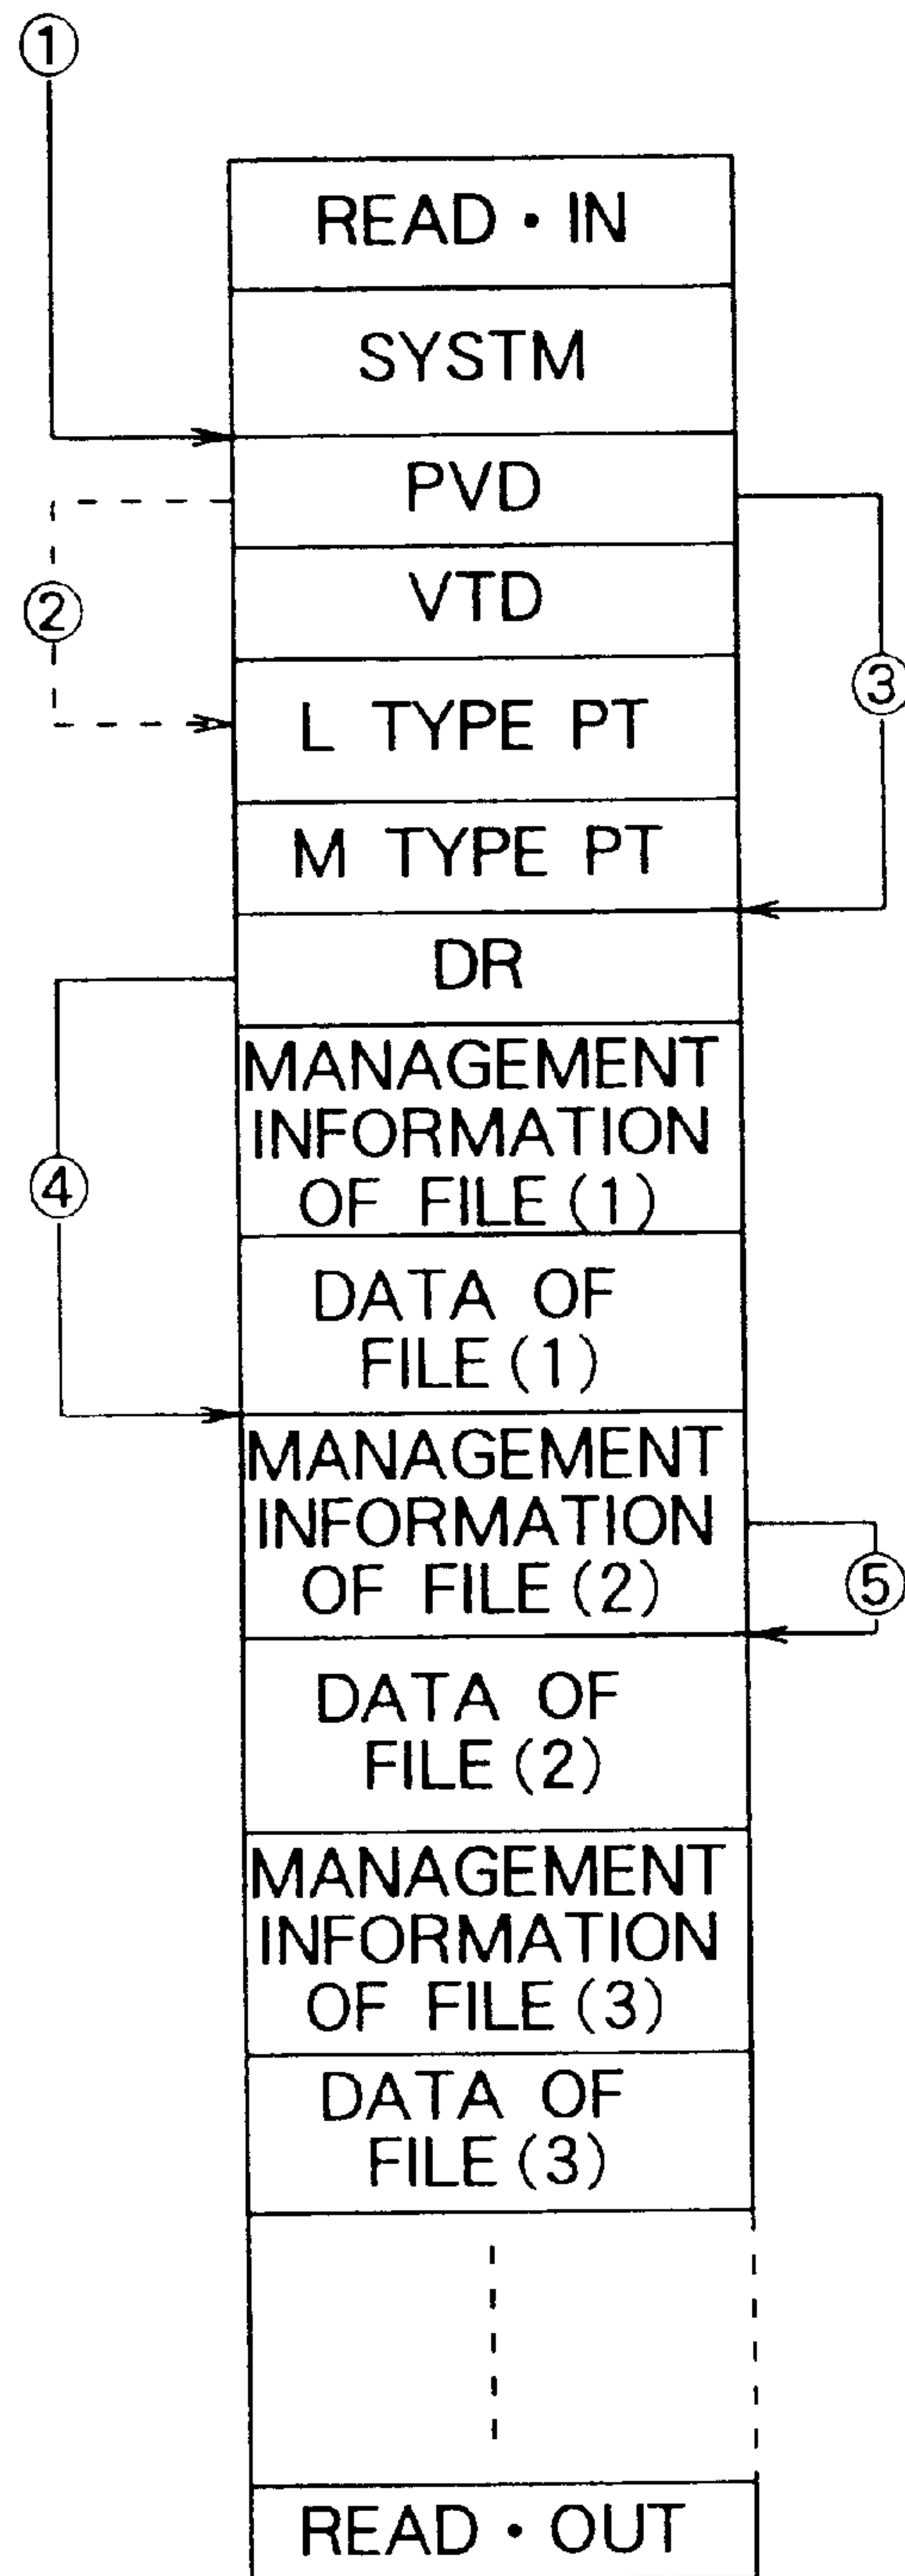 ①
READ・IN
SYSTM
PVD
VTD
②
③
L TYPE PT
M TYPE PT
DR
MANAGEMENT
INFORMATION
OF FILE(1)
④
DATA OF
FILE(1)
MANAGEMENT
INFORMATION
OF FILE(2)
⑤
DATA OF
FILE(2)
MANAGEMENT
INFORMATION
OF FILE(3)
DATA OF
FILE(3)
READ・OUT